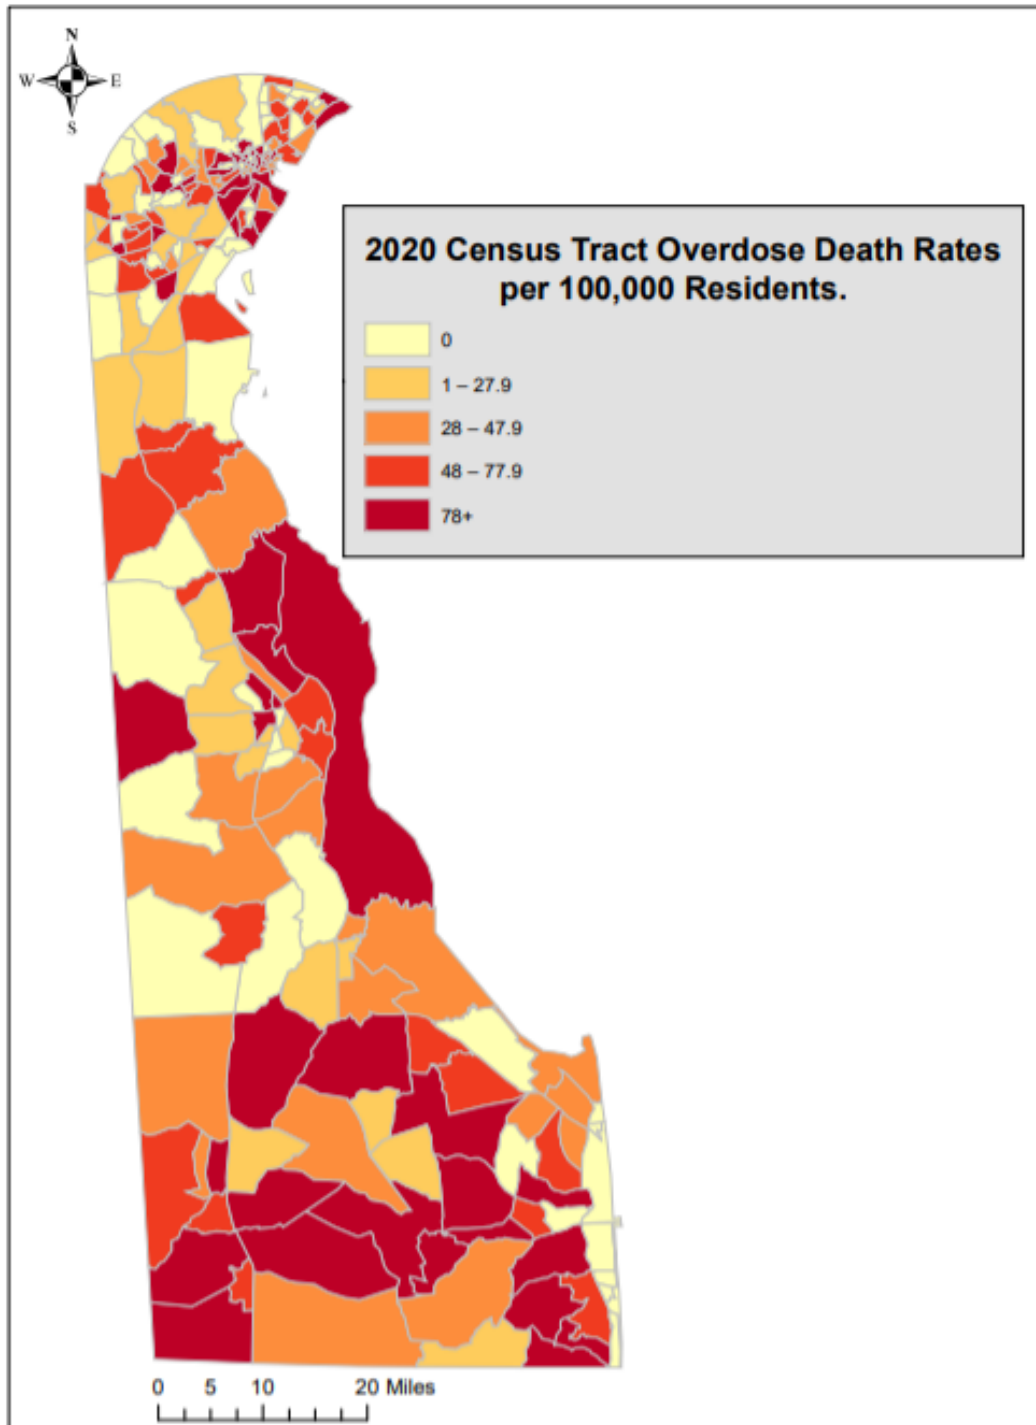 N
W E
S
2020 Census Tract Overdose Death Rates
per 100,000 Residents.
0
1 – 27.9
28 – 47.9
48 – 77.9
78+
0 5 10 20 Miles